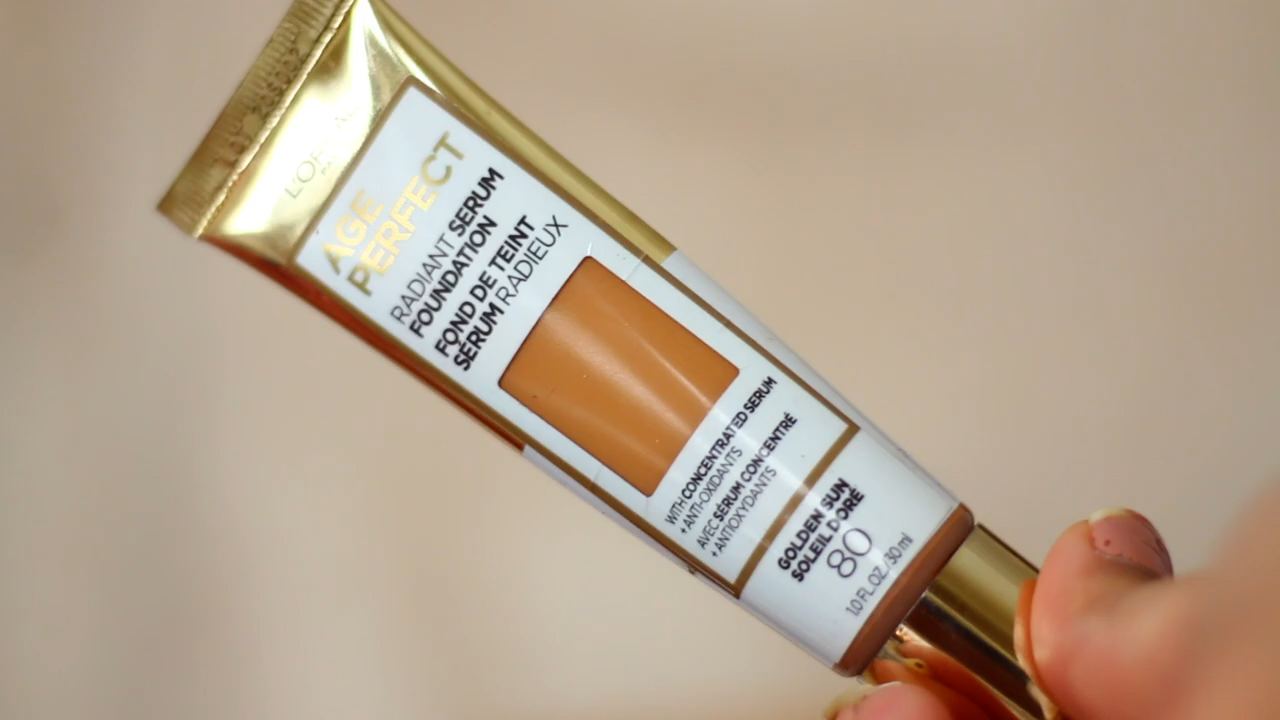 L'ORÉAL
AGE
PERFECT
RADIANT SERUM
FOUNDATION
FOND DE TEINT
SÉRUM RADIEUX
WITH CONCENTRATED SERUM
+ ANTI-OXIDANTS
AVEC SÉRUM CONCENTRÉ
+ ANTIOXYDANTS
GOLDEN SUN
SOLEIL DORÉ
80
1.0 FL.OZ./30 ml